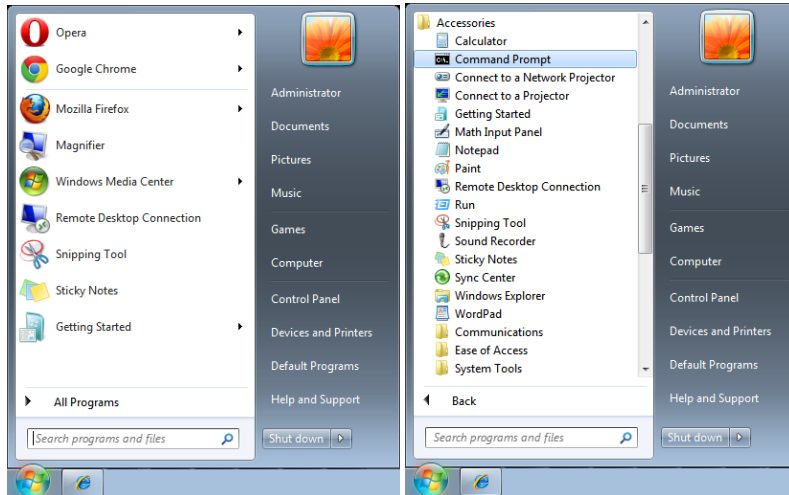 Opera
Google Chrome
Mozilla Firefox
Magnifier
Windows Media Center
Remote Desktop Connection
Snipping Tool
Sticky Notes
Getting Started
All Programs
Search programs and files
Administrator
Documents
Pictures
Music
Games
Computer
Control Panel
Devices and Printers
Default Programs
Help and Support
Shut down
Accessories
Calculator
Command Prompt
Connect to a Network Projector
Connect to a Projector
Getting Started
Math Input Panel
Notepad
Paint
Remote Desktop Connection
Run
Snipping Tool
Sound Recorder
Sticky Notes
Sync Center
Windows Explorer
WordPad
Communications
Ease of Access
System Tools
Back
Search programs and files
Administrator
Documents
Pictures
Music
Games
Computer
Control Panel
Devices and Printers
Default Programs
Help and Support
Shut down